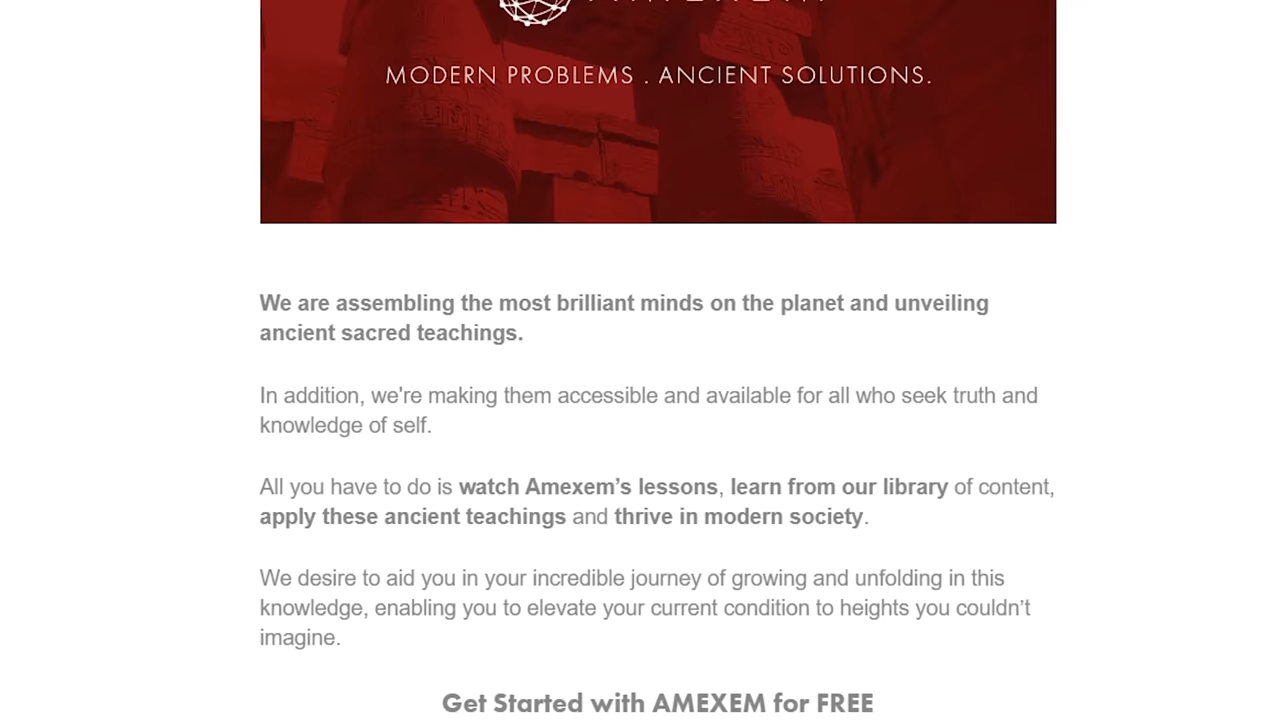 MODERN PROBLEMS . ANCIENT SOLUTIONS.
We are assembling the most brilliant minds on the planet and unveiling
ancient sacred teachings.
In addition, we're making them accessible and available for all who seek truth and
knowledge of self.
All you have to do is watch Amexem’s lessons, learn from our library of content,
apply these ancient teachings and thrive in modern society.
We desire to aid you in your incredible journey of growing and unfolding in this
knowledge, enabling you to elevate your current condition to heights you couldn’t
imagine.
Get Started with AMEXEM for FREE